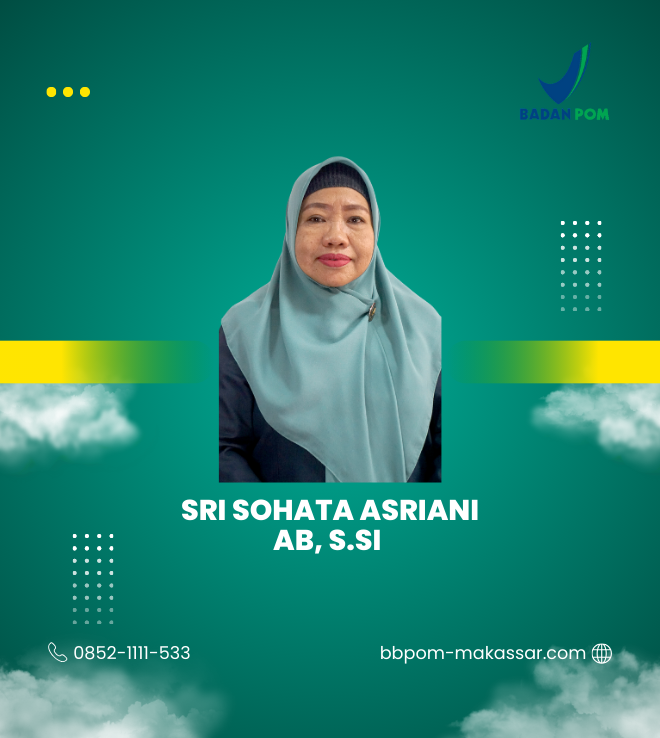 BADAN POM
SRI SOHATA ASRIANI
AB, S.SI
0852-1111-533
bbpom-makassar.com